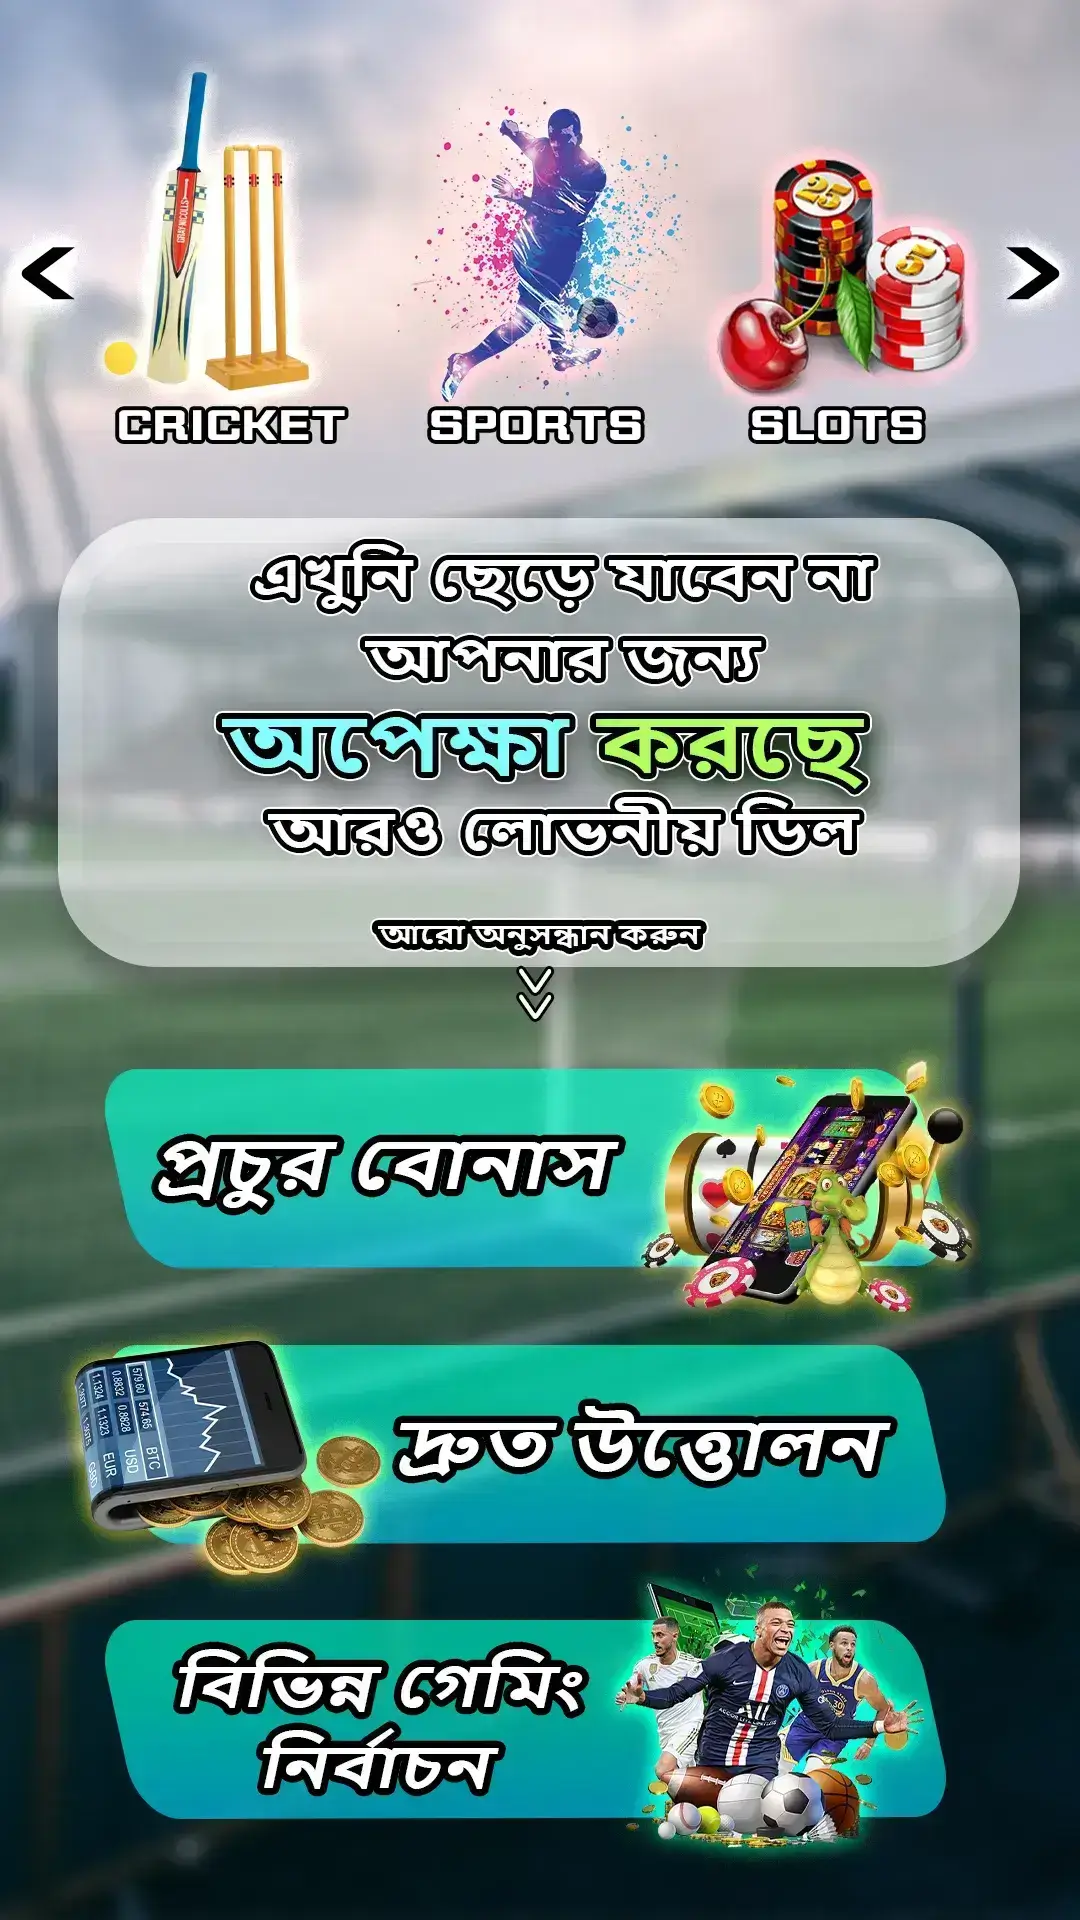 CRICKET
SPORTS
SLOTS
এখুনি ছেড়ে যাবেন না
আপনার জন্য
অপেক্ষা করছে
আরও লোভনীয় ডিল
আরো অনুসন্ধান করুন
প্রচুর বোনাস
দ্রুত উত্তোলন
বিভিন্ন গেমিং
নির্বাচন